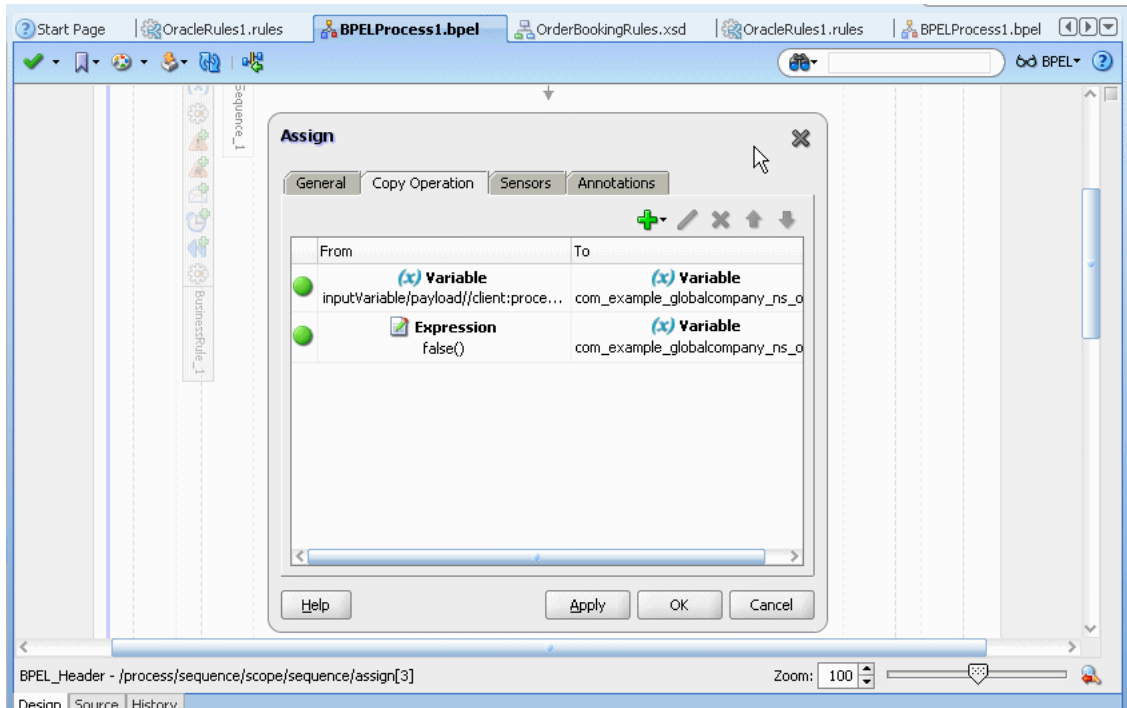 Start Page OracleRules1.rules BPELProcess1.bpel OrderBookingRules.xsd OracleRules1.rules BPELProcess1.bpel
BPEL
Sequence_1
Assign
General Copy Operation Sensors Annotations
From To
(x) Variable (x) Variable
inputVariable/payload//client:proce... com_example_globalcompany_ns_o
Expression (x) Variable
false() com_example_globalcompany_ns_o
BusinessRule_1
Help Apply OK Cancel
BPEL_Header - /process/sequence/scope/sequence/assign[3] Zoom: 100
Design Source History